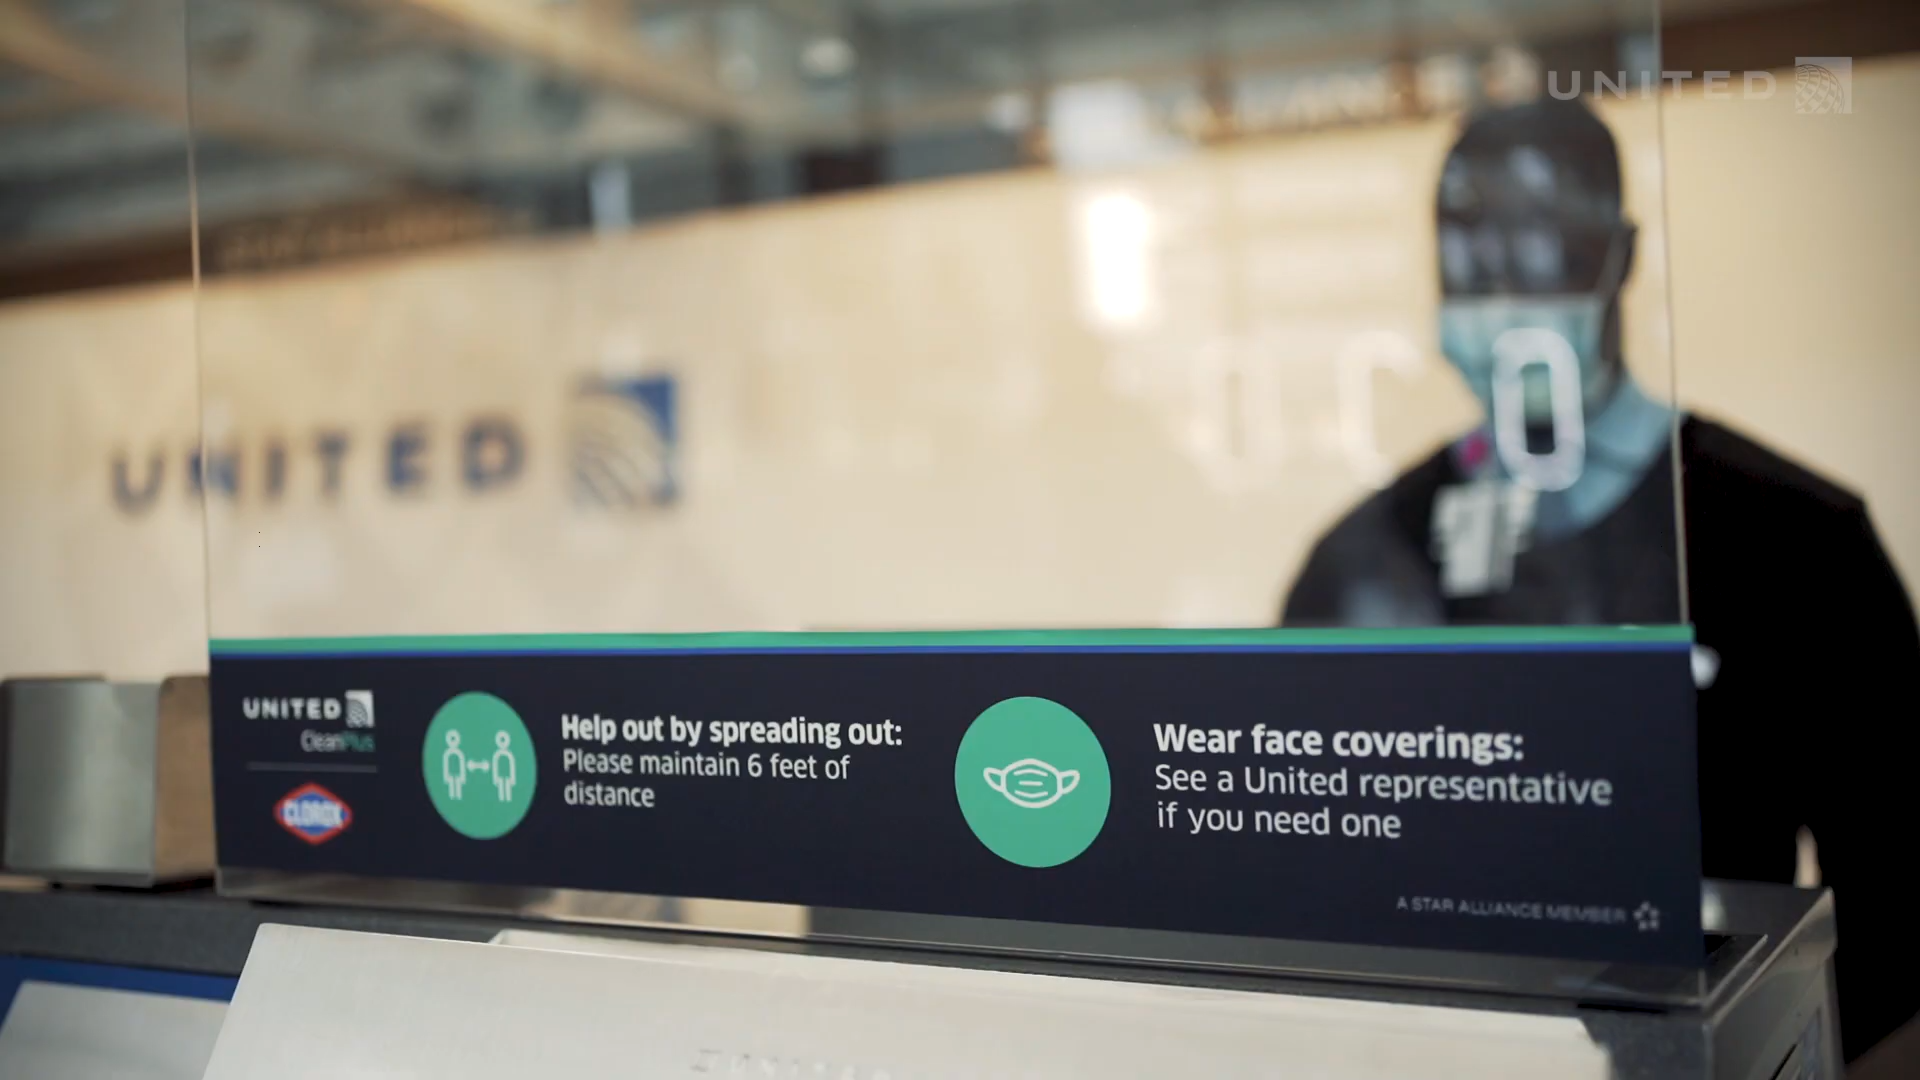 UNITED
UNITED
UNITED
CleanPlus
CLOROX
Help out by spreading out:
Please maintain 6 feet of
distance
Wear face coverings:
See a United representative
if you need one
A STAR ALLIANCE MEMBER